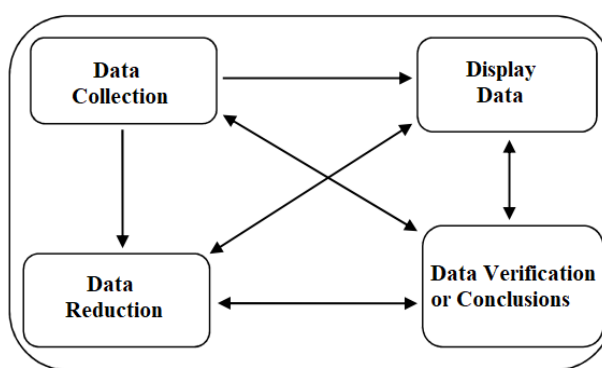 Data
Collection
Display
Data
Data
Reduction
Data Verification
or Conclusions